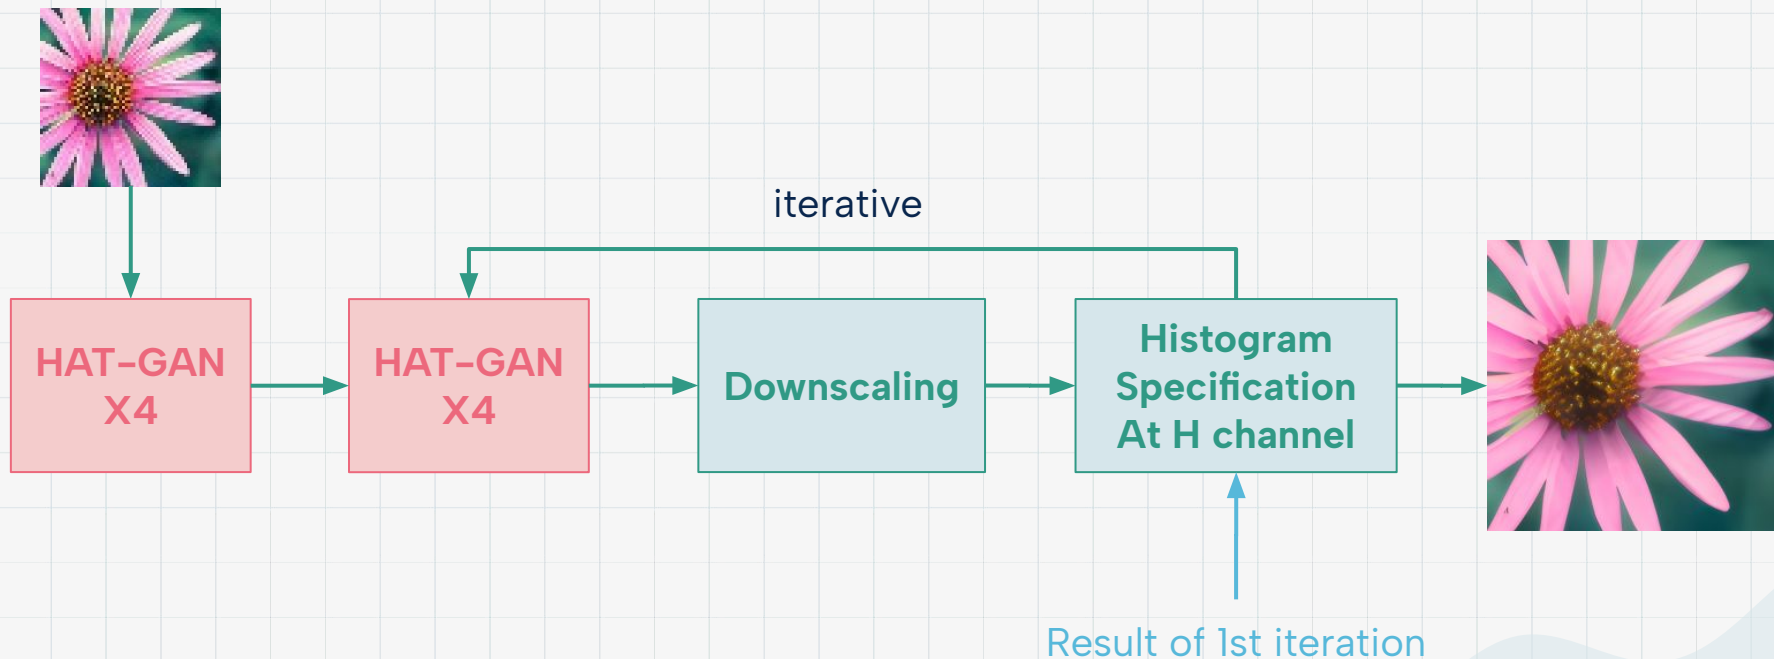 iterative
HAT-GAN
X4
HAT-GAN
X4
Downscaling
Histogram
Specification
At H channel
Result of 1st iteration